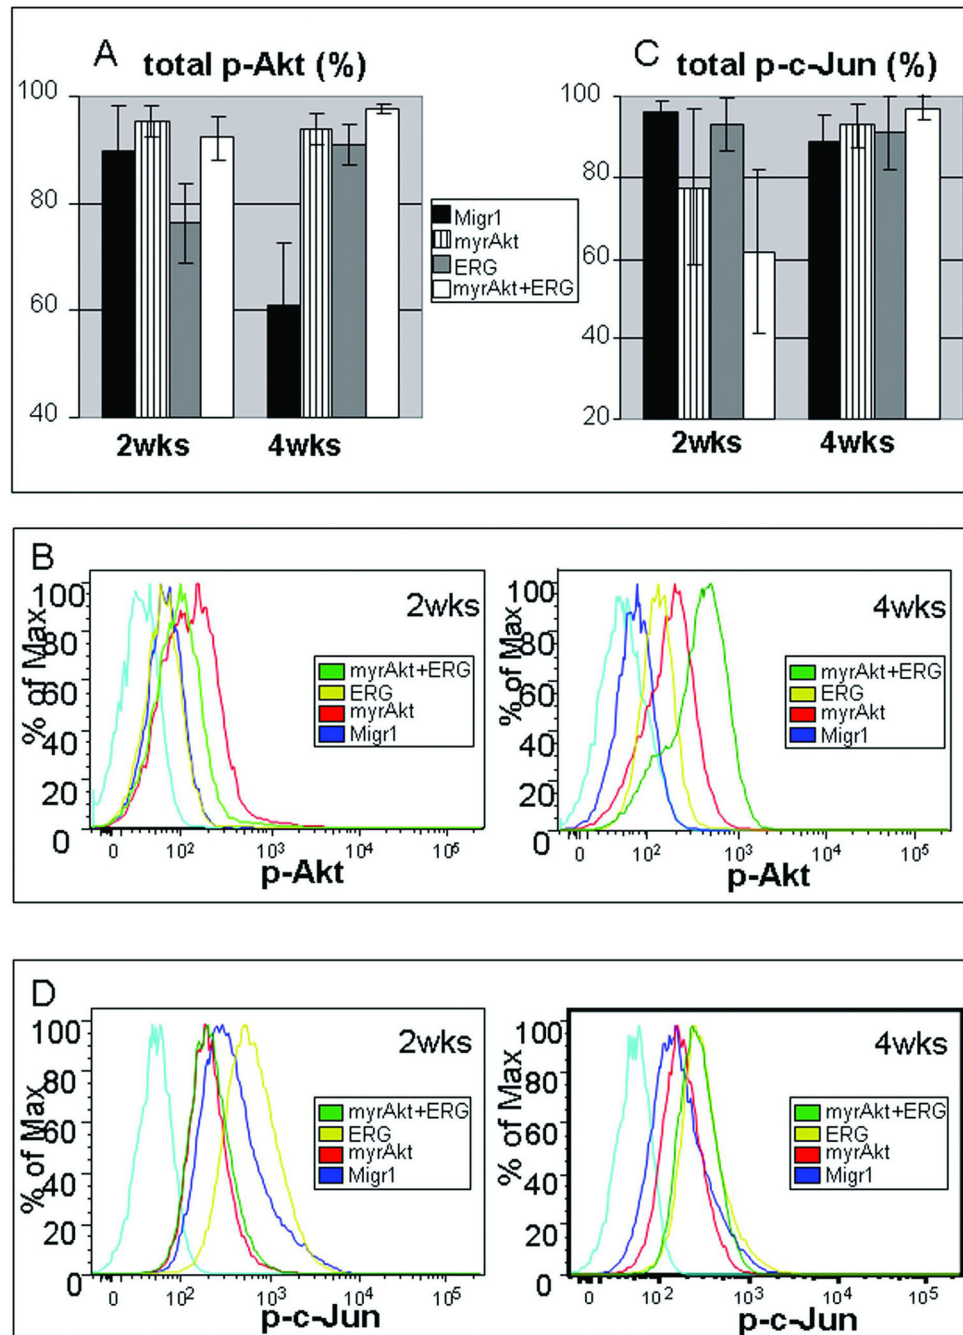 A
total p-Akt (%)
100
80
60
40
2wks
4wks
Migr1
myrAkt
ERG
myrAkt+ERG
C
total p-c-Jun (%)
100
80
60
40
20
2wks
4wks
B
% of Max
100
80
60
40
20
0
2wks
myrAkt+ERG
ERG
myrAkt
Migr1
0 10² 10³ 10⁴ 10⁵
p-Akt
% of Max
100
80
60
40
20
0
4wks
myrAkt+ERG
ERG
myrAkt
Migr1
0 10² 10³ 10⁴ 10⁵
p-Akt
D
% of Max
100
80
60
40
20
0
2wks
myrAkt+ERG
ERG
myrAkt
Migr1
0 10² 10³ 10⁴ 10⁵
p-c-Jun
% of Max
100
80
60
40
20
0
4wks
myrAkt+ERG
ERG
myrAkt
Migr1
0 10² 10³ 10⁴ 10⁵
p-c-Jun